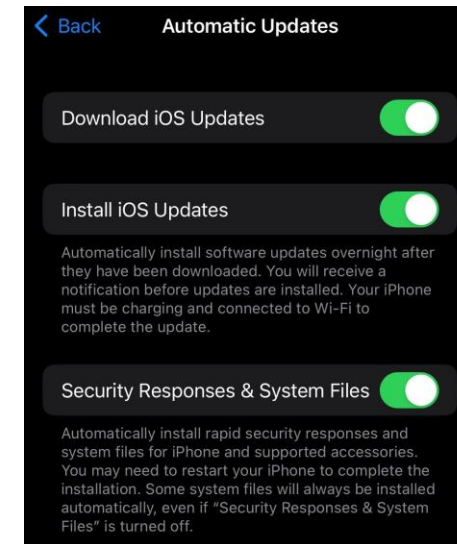 Back Automatic Updates
Download iOS Updates
Install iOS Updates
Automatically install software updates overnight after
they have been downloaded. You will receive a
notification before updates are installed. Your iPhone
must be charging and connected to Wi-Fi to
complete the update.
Security Responses & System Files
Automatically install rapid security responses and
system files for iPhone and supported accessories.
You may need to restart your iPhone to complete the
installation. Some system files will always be installed
automatically, even if “Security Responses & System
Files” is turned off.